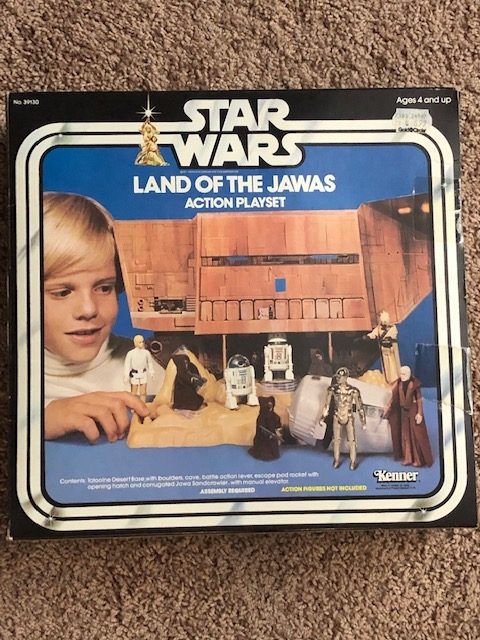 No. 39130
Ages 4 and up
Gold Circle
STAR
WARS
LAND OF THE JAWAS
ACTION PLAYSET
Contents: Tatooine Desert Base with boulders, cave, battle action lever, escape pod rocket with
opening hatch and corrugated Jawa Sandcrawler, with manual elevator.
ASSEMBLY REQUIRED
ACTION FIGURES NOT INCLUDED
Kenner